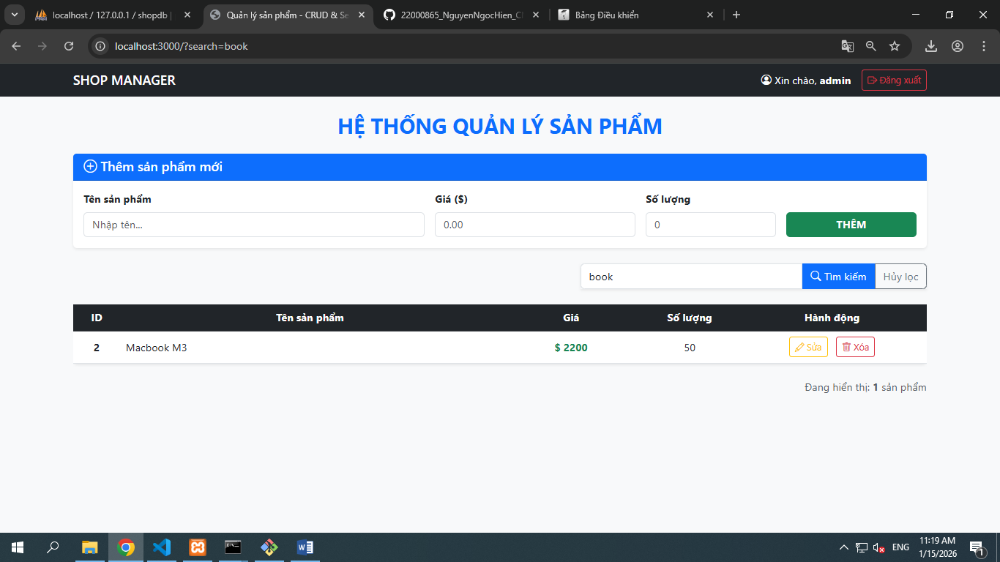 localhost / 127.0.0.1 / shopdb |
Quản lý sản phẩm - CRUD & Se
22000865_NguyenNgocHien_C
Bảng Điều khiển
localhost:3000/?search=book
SHOP MANAGER
Xin chào, admin
Đăng xuất
HỆ THỐNG QUẢN LÝ SẢN PHẨM
Thêm sản phẩm mới
Tên sản phẩm Giá ($) Số lượng
Nhập tên... 0.00 0 THÊM
book Tìm kiếm Hủy lọc
ID Tên sản phẩm Giá Số lượng Hành động
2 Macbook M3 $ 2200 50 Sửa Xóa
Đang hiển thị: 1 sản phẩm
ENG
11:19 AM
1/15/2026
1